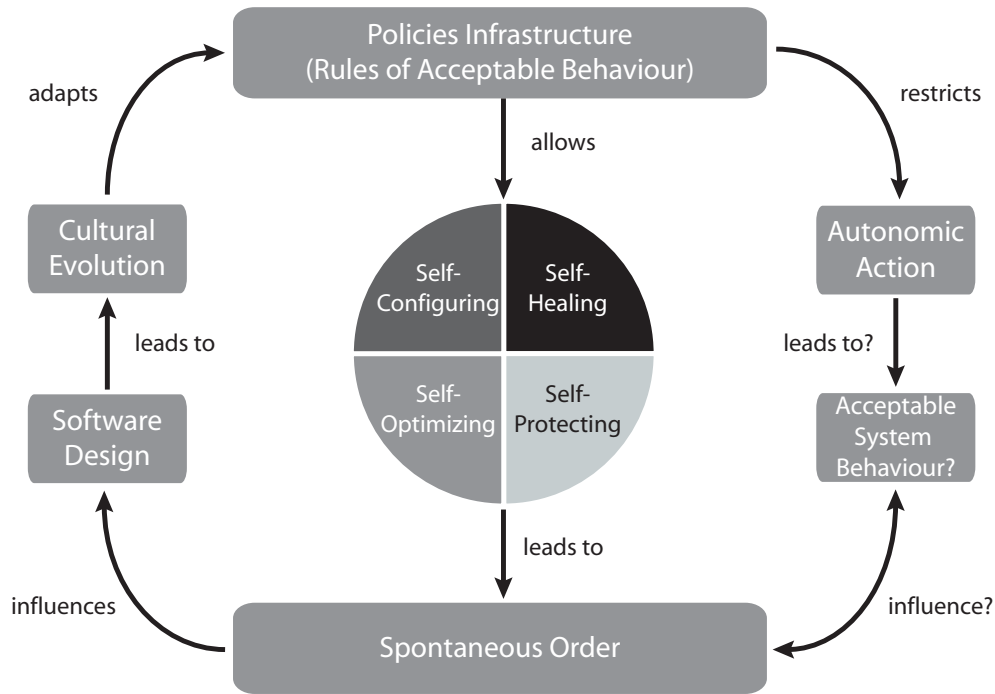 Policies Infrastructure
(Rules of Acceptable Behaviour)
adapts
restricts
allows
Cultural
Evolution
Autonomic
Action
Self-
Configuring
Self-
Healing
leads to
leads to?
Self-
Optimizing
Self-
Protecting
Software
Design
Acceptable
System
Behaviour?
leads to
influences
influence?
Spontaneous Order